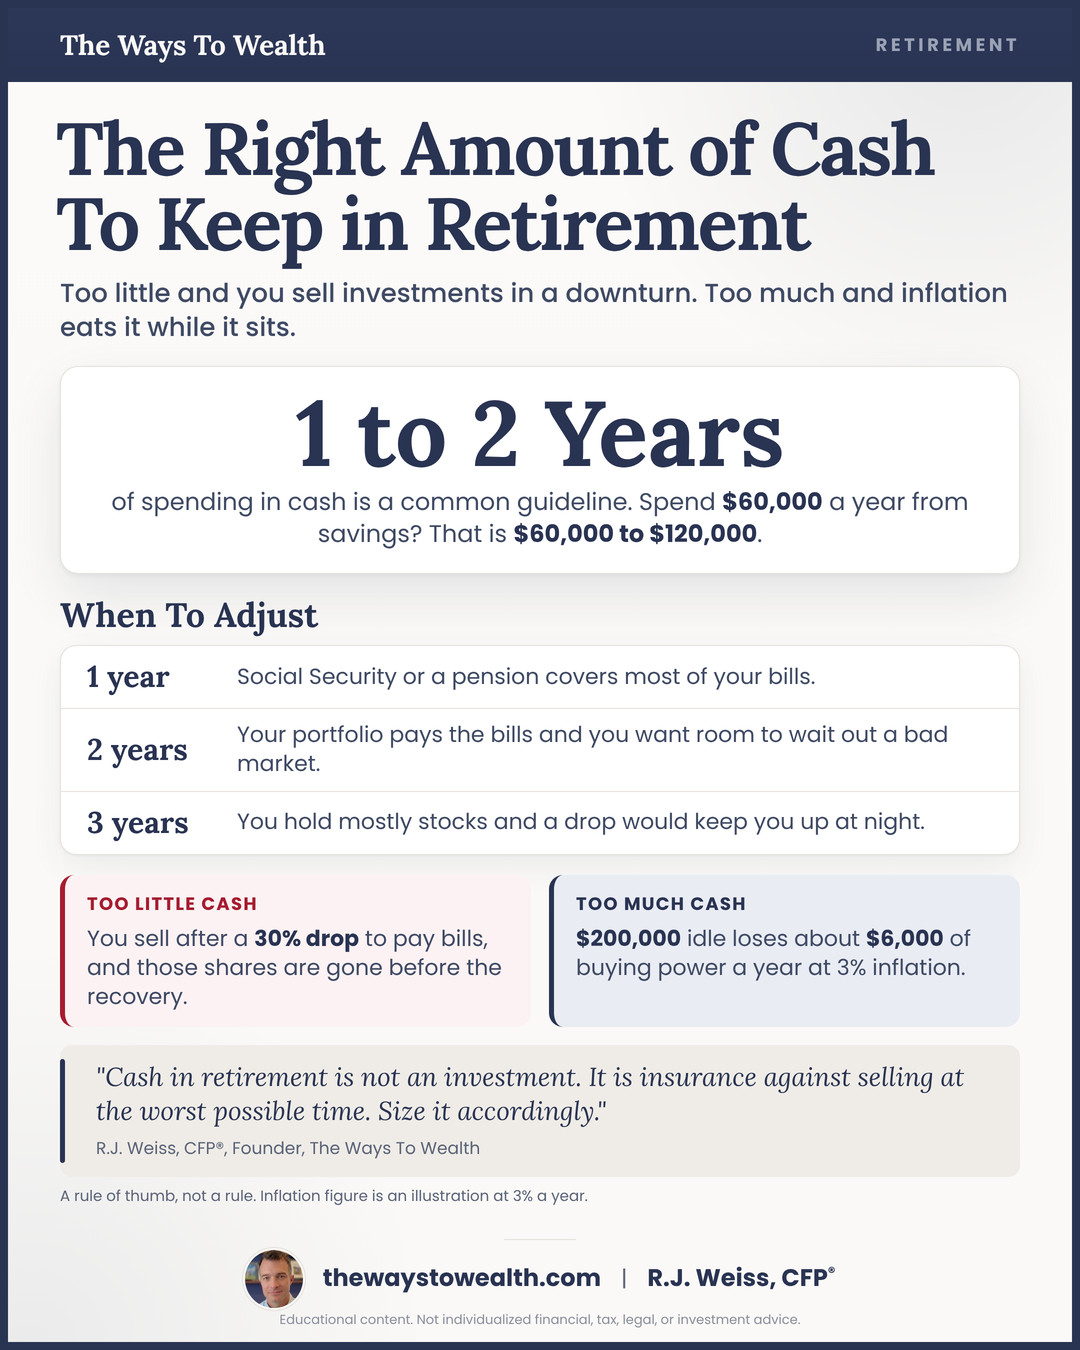 The Ways To Wealth
RETIREMENT
The Right Amount of Cash
To Keep in Retirement
Too little and you sell investments in a downturn. Too much and inflation
eats it while it sits.
1 to 2 Years
of spending in cash is a common guideline. Spend $60,000 a year from
savings? That is $60,000 to $120,000.
When To Adjust
1 year
Social Security or a pension covers most of your bills.
2 years
Your portfolio pays the bills and you want room to wait out a bad
market.
3 years
You hold mostly stocks and a drop would keep you up at night.
TOO LITTLE CASH
You sell after a 30% drop to pay bills,
and those shares are gone before the
recovery.
TOO MUCH CASH
$200,000 idle loses about $6,000 of
buying power a year at 3% inflation.
"Cash in retirement is not an investment. It is insurance against selling at
the worst possible time. Size it accordingly."
R.J. Weiss, CFP®, Founder, The Ways To Wealth
A rule of thumb, not a rule. Inflation figure is an illustration at 3% a year.
thewaystowealth.com | R.J. Weiss, CFP®
Educational content. Not individualized financial, tax, legal, or investment advice.